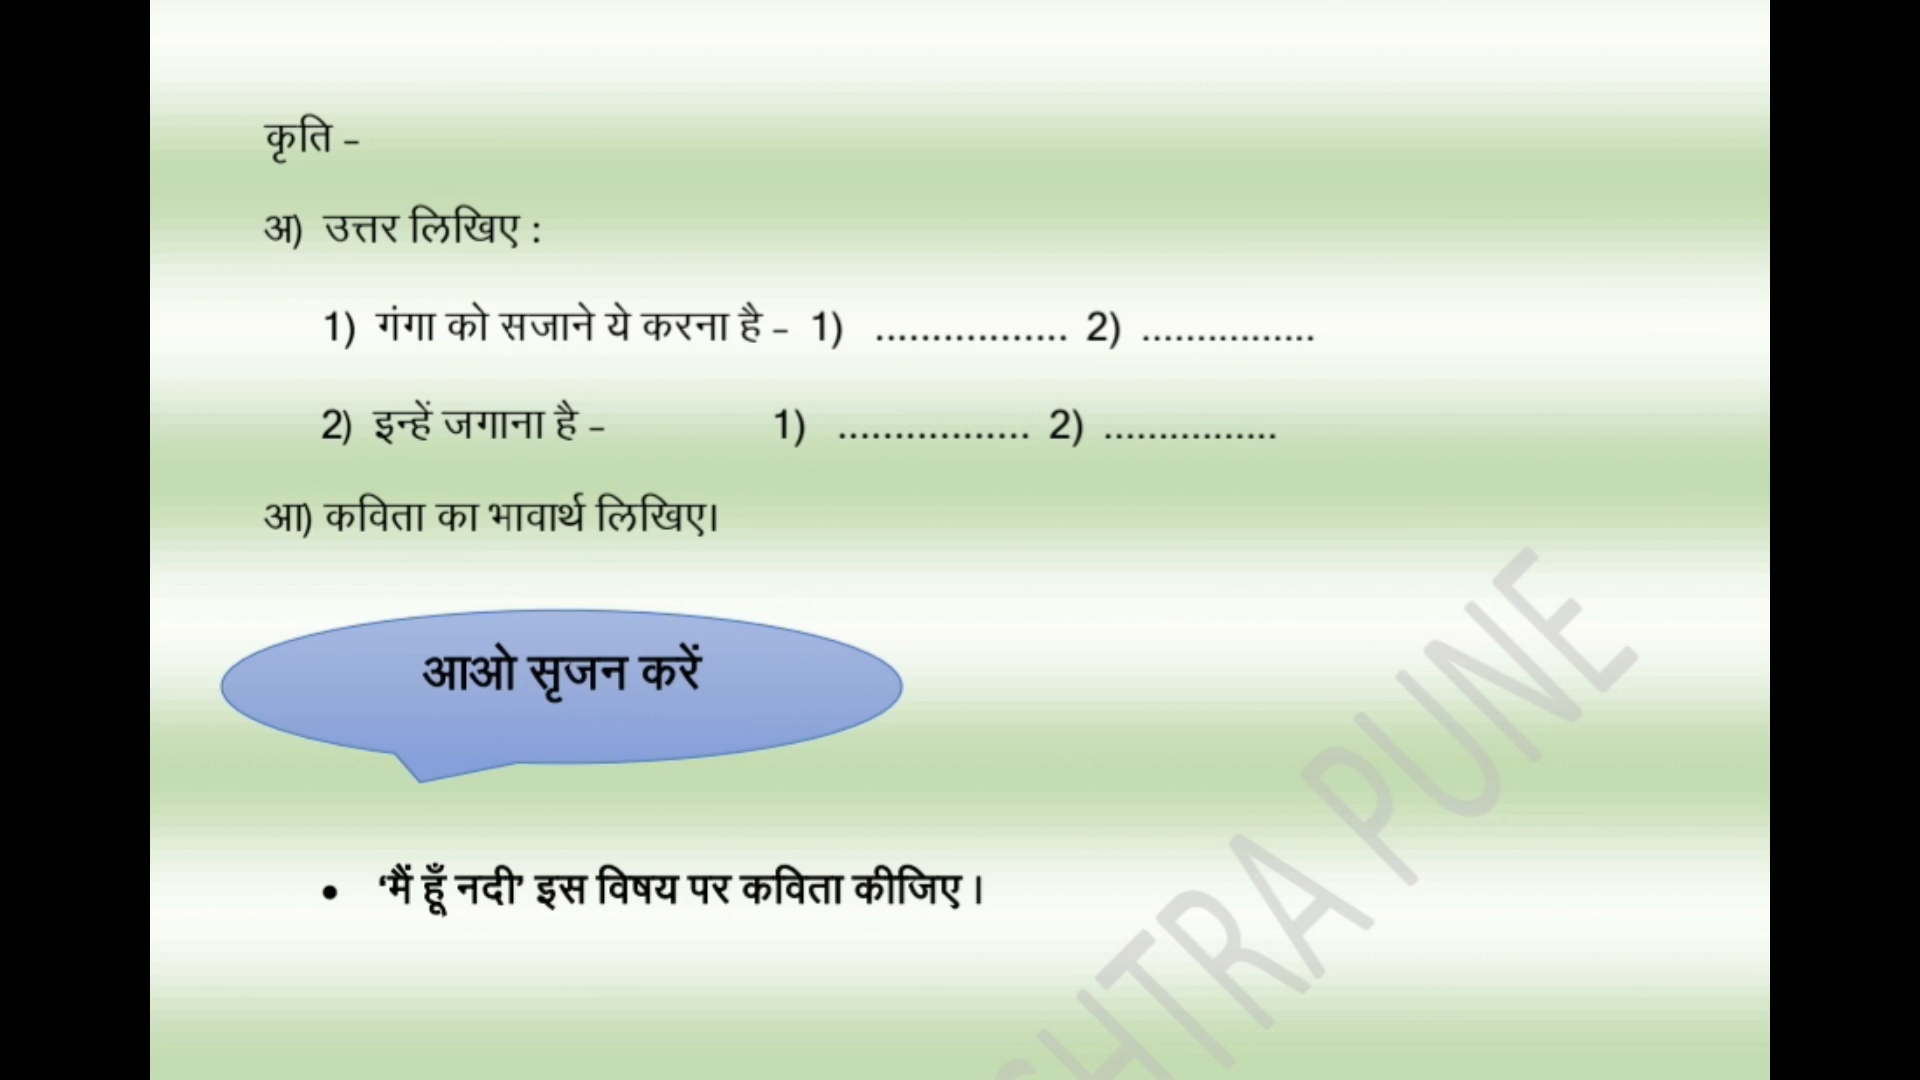 कृति –
अ) उत्तर लिखिए :
1) गंगा को सजाने ये करना है – 1) ................. 2) ...............
2) इन्हें जगाना है – 1) ................. 2) ...............
आ) कविता का भावार्थ लिखिए।
आओ सृजन करें
• ‘मैं हूँ नदी’ इस विषय पर कविता कीजिए ।
PUNE